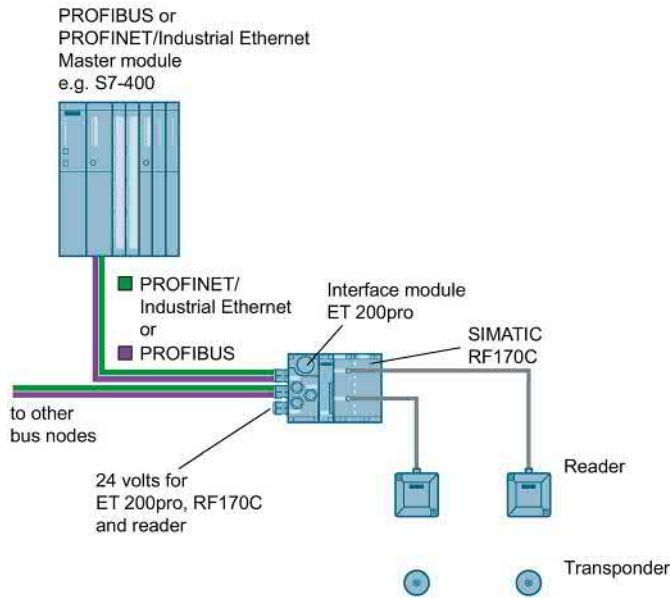 PROFIBUS or
PROFINET/Industrial Ethernet
Master module
e.g. S7-400
PROFINET/
Industrial Ethernet
or
PROFIBUS
Interface module
ET 200pro
SIMATIC
RF170C
to other
bus nodes
24 volts for
ET 200pro, RF170C
and reader
Reader
Transponder